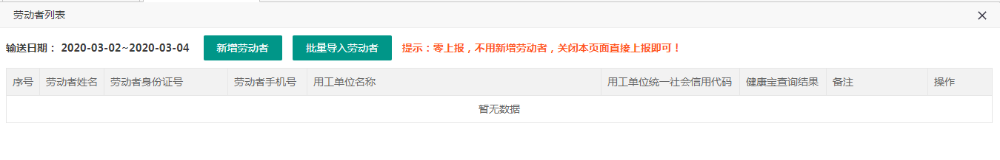 劳动者列表
输送日期： 2020-03-02~2020-03-04 新增劳动者 批量导入劳动者 提示：零上报，不用新增劳动者，关闭本页面直接上报即可！
序号 劳动者姓名 劳动者身份证号 劳动者手机号 用工单位名称 用工单位统一社会信用代码 健康宝查询结果 备注 操作
暂无数据